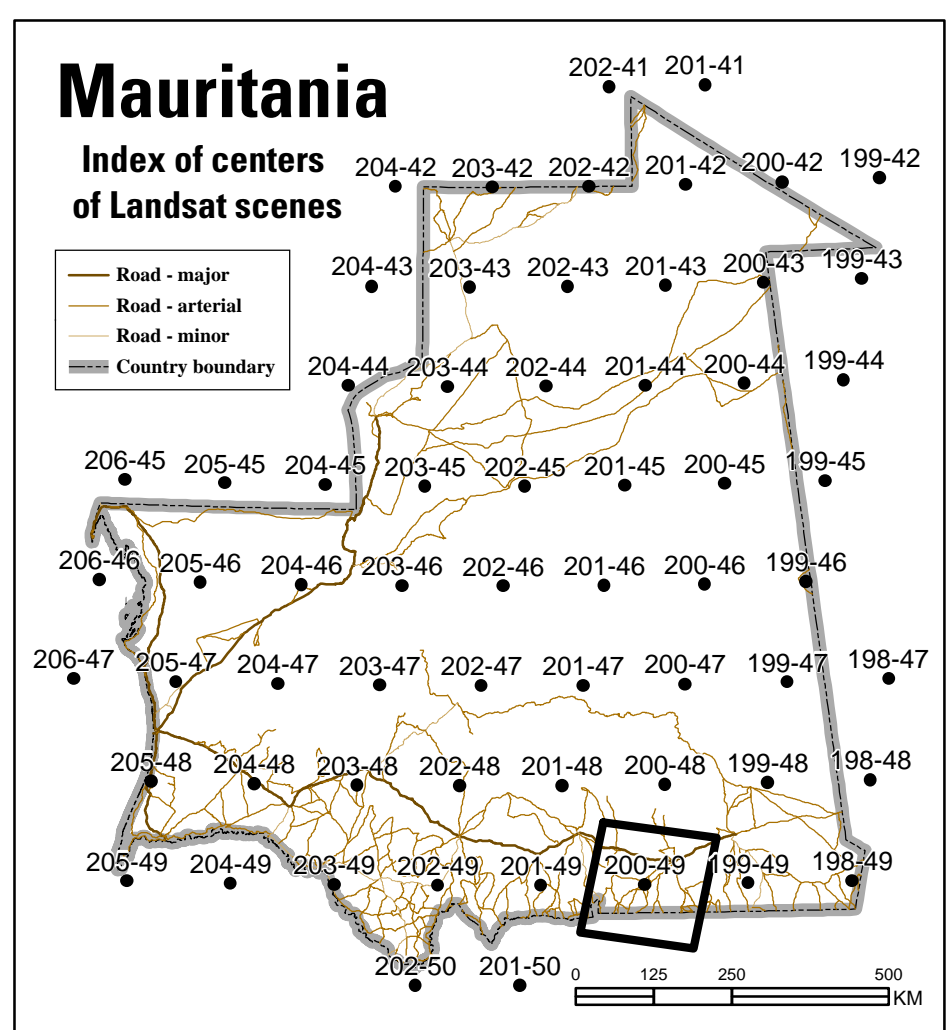 Mauritania
Index of centers
of Landsat scenes
Road - major
Road - arterial
Road - minor
Country boundary
202-41 201-41
204-42 203-42 202-42 201-42 200-42 199-42
204-43 203-43 202-43 201-43 200-43 199-43
204-44 203-44 202-44 201-44 200-44 199-44
206-45 205-45 204-45 203-45 202-45 201-45 200-45 199-45
206-46 205-46 204-46 203-46 202-46 201-46 200-46 199-46
206-47 205-47 204-47 203-47 202-47 201-47 200-47 199-47 198-47
205-48 204-48 203-48 202-48 201-48 200-48 199-48 198-48
205-49 204-49 203-49 202-49 201-49 200-49 199-49 198-49
202-50 201-50
0 125 250 500
KM